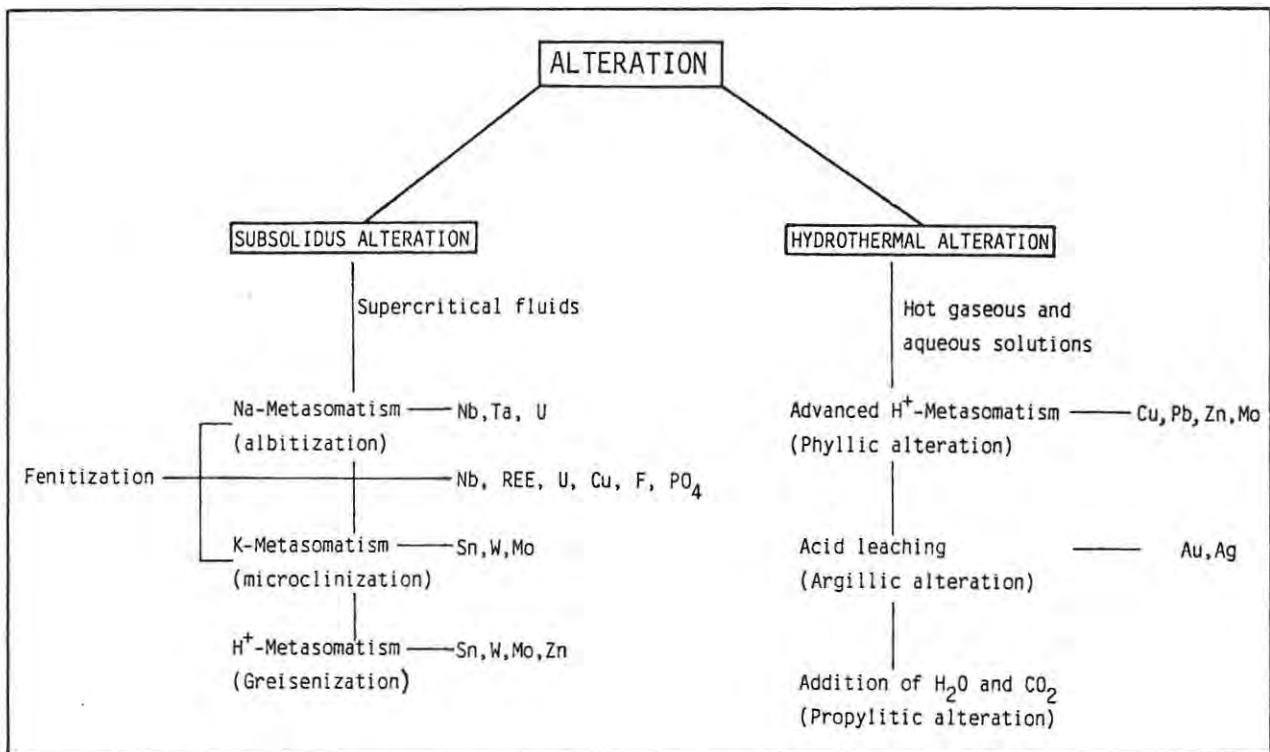 ALTERATION
SUBSOLIDUS ALTERATION
Supercritical fluids
Na-Metasomatism Nb,Ta, U
(albitization)
Fenitization Nb, REE, U, Cu, F, PO4
K-Metasomatism Sn,W,Mo
(microclinization)
H+-Metasomatism Sn,W,Mo,Zn
(Greisenization)
HYDROTHERMAL ALTERATION
Hot gaseous and
aqueous solutions
Advanced H+-Metasomatism Cu,Pb,Zn,Mo
(Phyllic alteration)
Acid leaching Au,Ag
(Argillic alteration)
Addition of H2O and CO2
(Propylitic alteration)